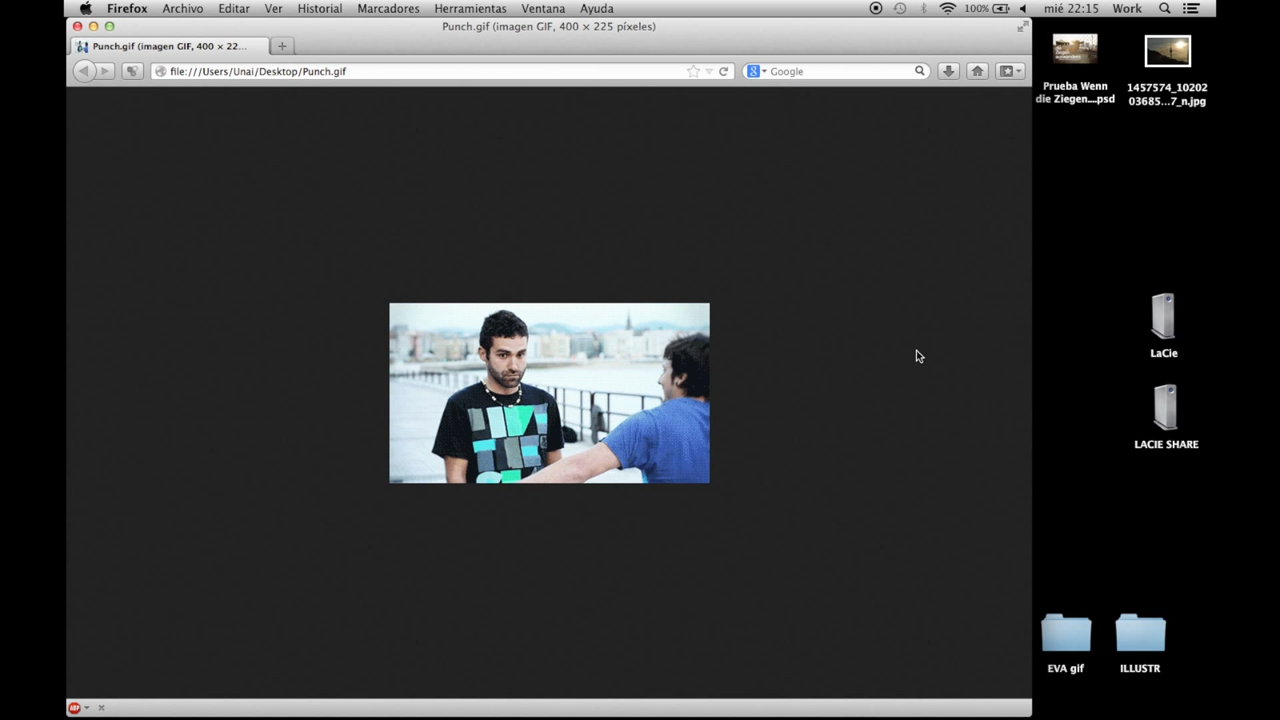 Firefox Archivo Editar Ver Historial Marcadores Herramientas Ventana Ayuda 100% mié 22:15 Work
Punch.gif (imagen GIF, 400 × 225 píxeles)
Punch.gif (imagen GIF, 400 × 22...
file:///Users/Unai/Desktop/Punch.gif
Google
Prueba Wenn
die Ziegen....psd
1457574_10202
03685...7_n.jpg
LaCie
LACIE SHARE
EVA gif
ILLUSTR
ABP